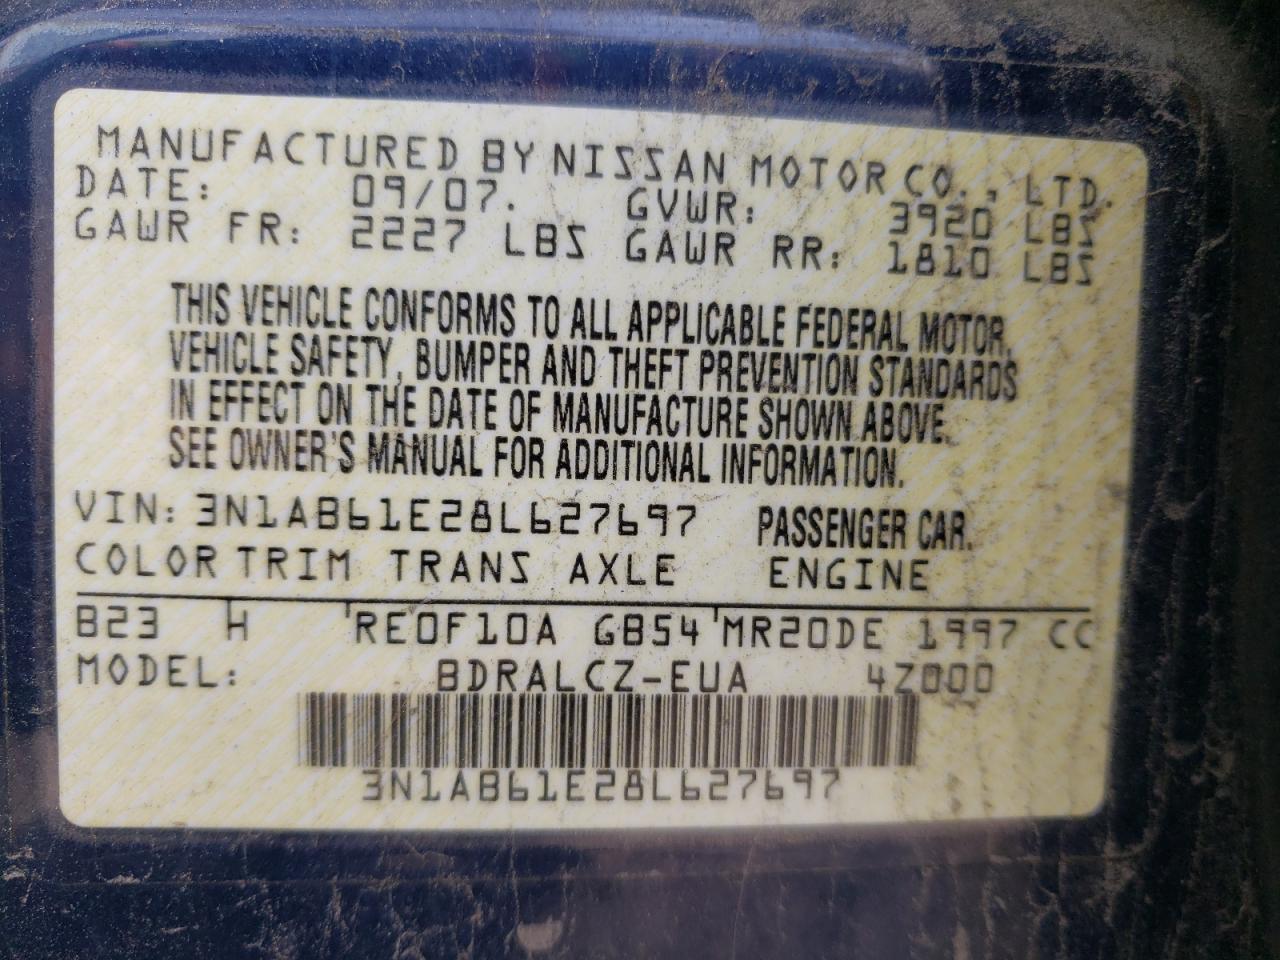 MANUFACTURED BY NISSAN MOTOR CO., LTD.
DATE: 09/07. GVWR: 3920 LBS
GAWR FR: 2227 LBS GAWR RR: 1810 LBS
THIS VEHICLE CONFORMS TO ALL APPLICABLE FEDERAL MOTOR,
VEHICLE SAFETY, BUMPER AND THEFT PREVENTION STANDARDS
IN EFFECT ON THE DATE OF MANUFACTURE SHOWN ABOVE.
SEE OWNER'S MANUAL FOR ADDITIONAL INFORMATION.
VIN: 3N1AB61E28L627697 PASSENGER CAR.
COLOR TRIM TRANS AXLE ENGINE
B23 H RE0F10A GB54 MR20DE 1997 CC
MODEL: BDRALCZ-EUA 4Z000
3N1AB61E28L627697